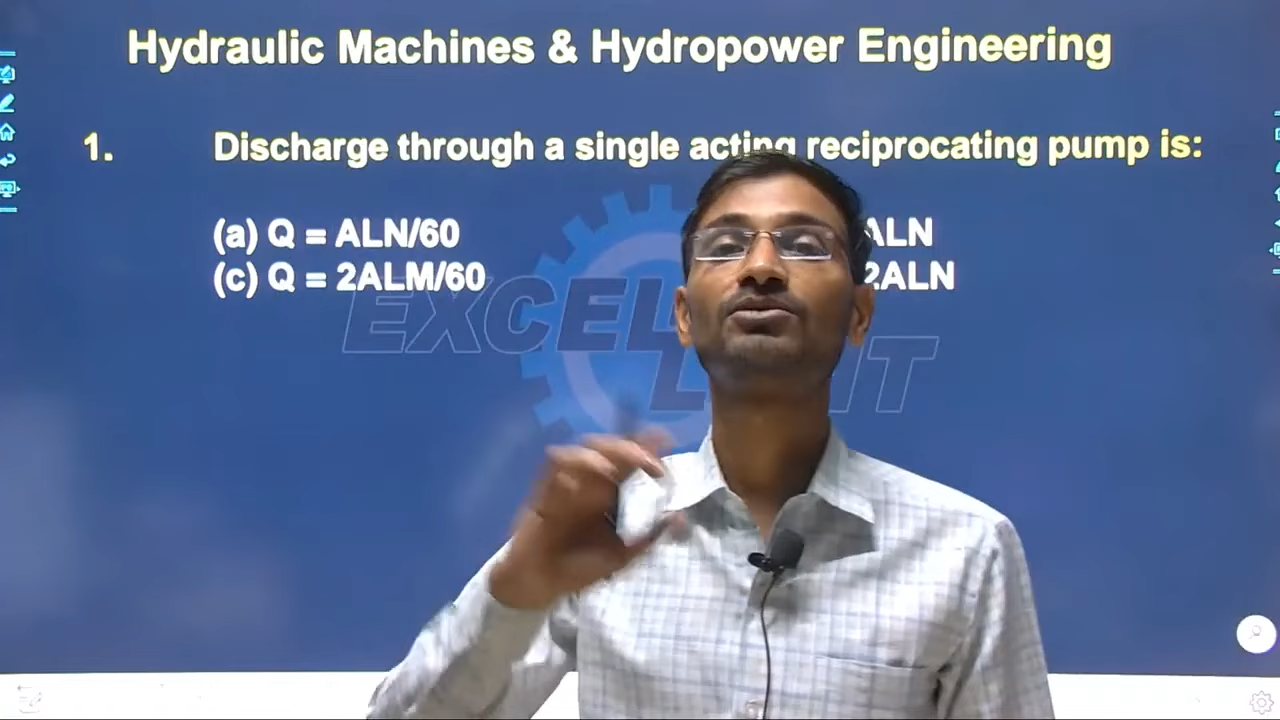 Hydraulic Machines & Hydropower Engineering
1. Discharge through a single acting reciprocating pump is:
(a) Q = ALN/60 ALN
(c) Q = 2ALM/60 2ALN
EXCEL
L IT